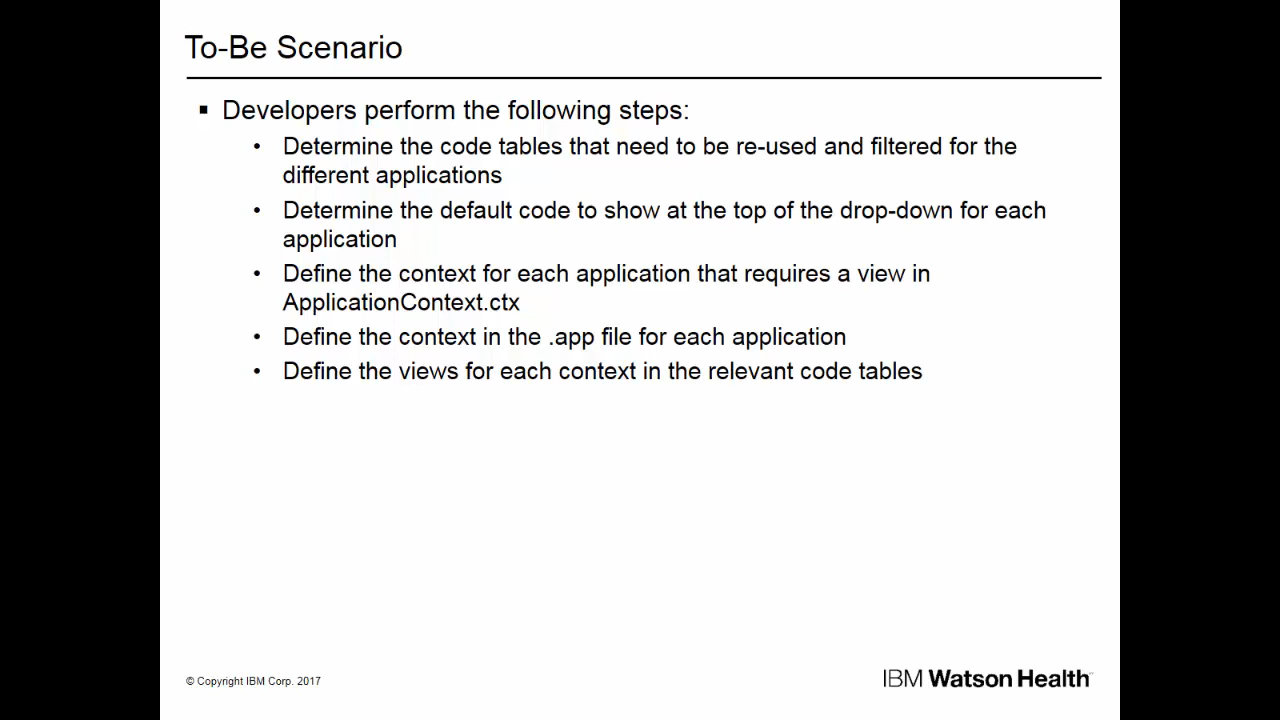 To-Be Scenario
▪ Developers perform the following steps:
• Determine the code tables that need to be re-used and filtered for the
different applications
• Determine the default code to show at the top of the drop-down for each
application
• Define the context for each application that requires a view in
ApplicationContext.ctx
• Define the context in the .app file for each application
• Define the views for each context in the relevant code tables
© Copyright IBM Corp. 2017
IBM Watson Health